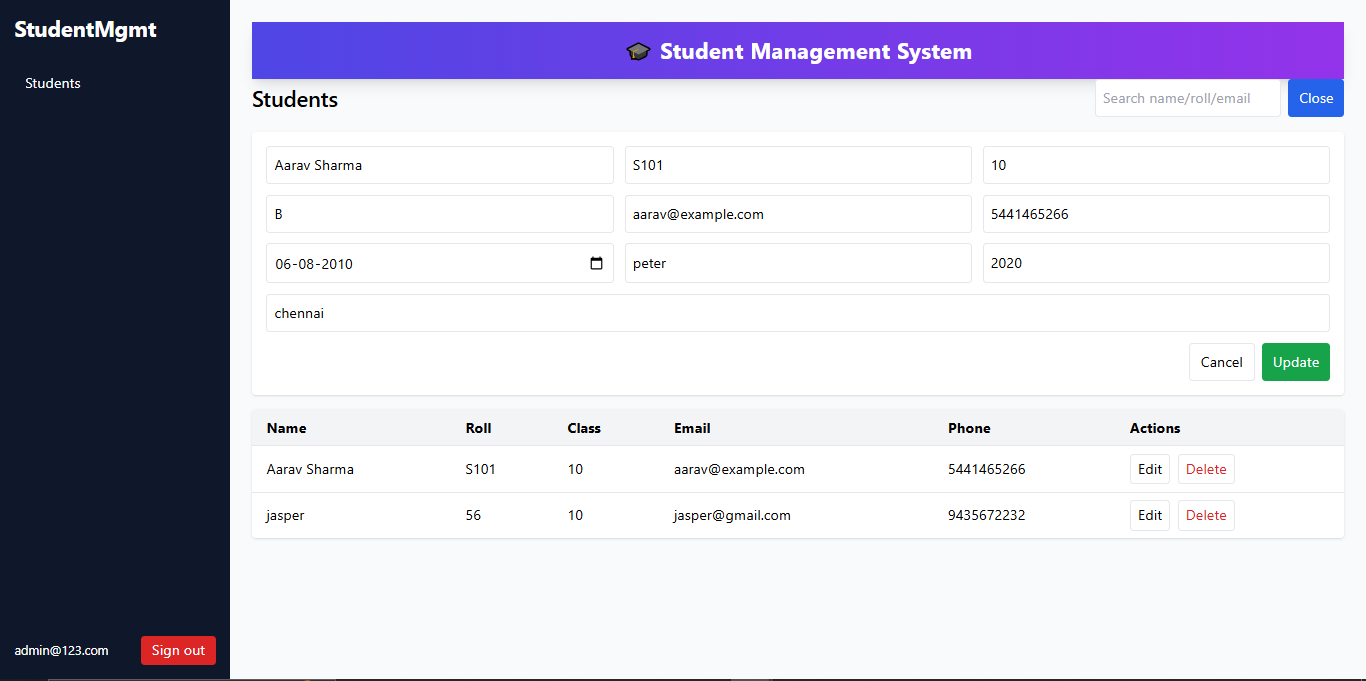 StudentMgmt
Students
admin@123.com
Sign out
🎓 Student Management System
Students
Search name/roll/email
Close
Aarav Sharma S101 10
B aarav@example.com 5441465266
06-08-2010 peter 2020
chennai
Cancel Update
Name Roll Class Email Phone Actions
Aarav Sharma S101 10 aarav@example.com 5441465266 Edit Delete
jasper 56 10 jasper@gmail.com 9435672232 Edit Delete